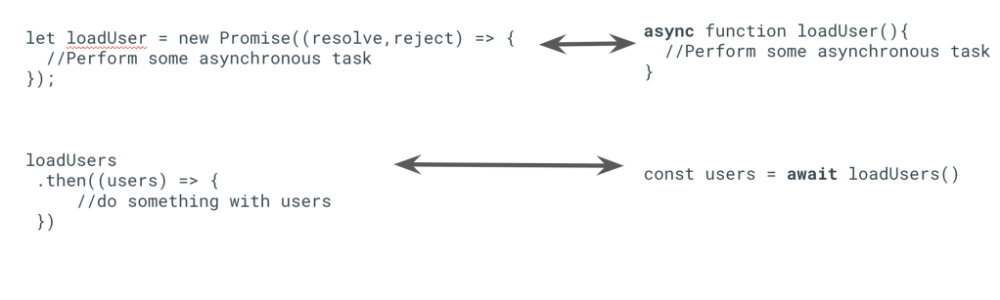 let loadUser = new Promise((resolve,reject) => {
  //Perform some asynchronous task
});
async function loadUser(){
  //Perform some asynchronous task
}
loadUsers
 .then((users) => {
     //do something with users
 })
const users = await loadUsers()